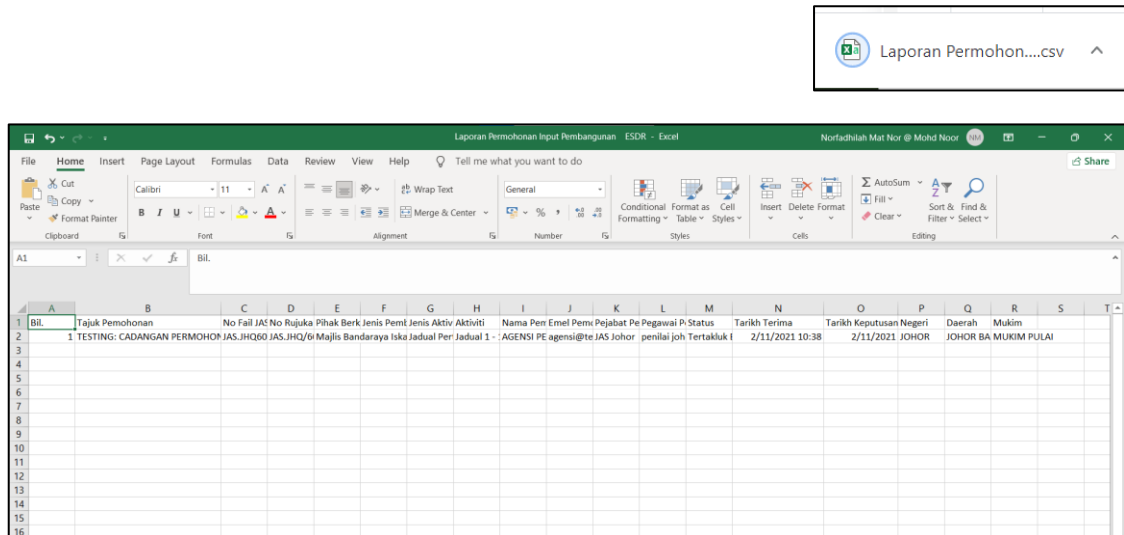 Laporan Permohon....csv
Laporan Permohonan Input Pembangunan ESDR - Excel
Norfadhilah Mat Nor @ Mohd Noor
NM
File Home Insert Page Layout Formulas Data Review View Help Tell me what you want to do
Share
Paste
Cut
Copy
Format Painter
Calibri 11
Wrap Text
Merge & Center
General
Conditional Formatting
Format as Table
Cell Styles
Insert Delete Format
AutoSum
Fill
Clear
Sort & Filter
Find & Select
Clipboard Font Alignment Number Styles Cells Editing
A1 fx Bil.
A B C D E F G H I J K L M N O P Q R S T
1 Bil. Tajuk Pemohonan No Fail JAS No Rujuka Pihak Berk Jenis Pemb Jenis Aktiv Aktiviti Nama Pem Emel Pemo Pejabat Pe Pegawai P Status Tarikh Terima Tarikh Keputusan Negeri Daerah Mukim
2 1 TESTING: CADANGAN PERMOHON JAS.JHQ60 JAS.JHQ/6 Majlis Bandaraya Iska Jadual Per Jadual 1 - AGENSI PE agensi@te JAS Johor penilai joh Tertakluk 2/11/2021 10:38 2/11/2021 JOHOR JOHOR BA MUKIM PULAI
3
4
5
6
7
8
9
10
11
12
13
14
15
16